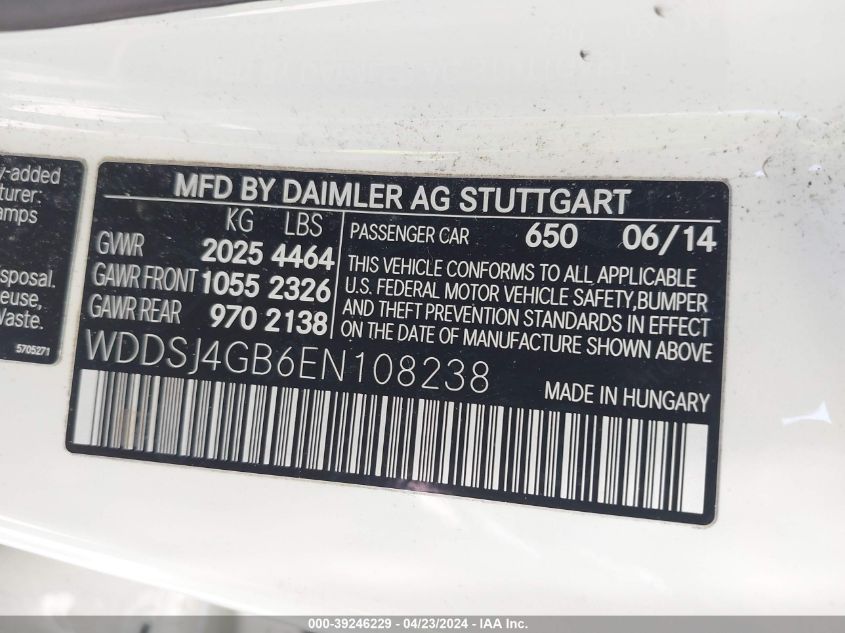 y-added
turer:
amps
sposal.
euse,
Waste.
5705271
MFD BY DAIMLER AG STUTTGART
KG LBS
GVWR 2025 4464
GAWR FRONT 1055 2326
GAWR REAR 970 2138
PASSENGER CAR 650 06/14
THIS VEHICLE CONFORMS TO ALL APPLICABLE
U.S. FEDERAL MOTOR VEHICLE SAFETY,BUMPER
AND THEFT PREVENTION STANDARDS IN EFFECT
ON THE DATE OF MANUFACTURE SHOWN ABOVE
WDDSJ4GB6EN108238
MADE IN HUNGARY
000-39246229 - 04/23/2024 - IAA Inc.